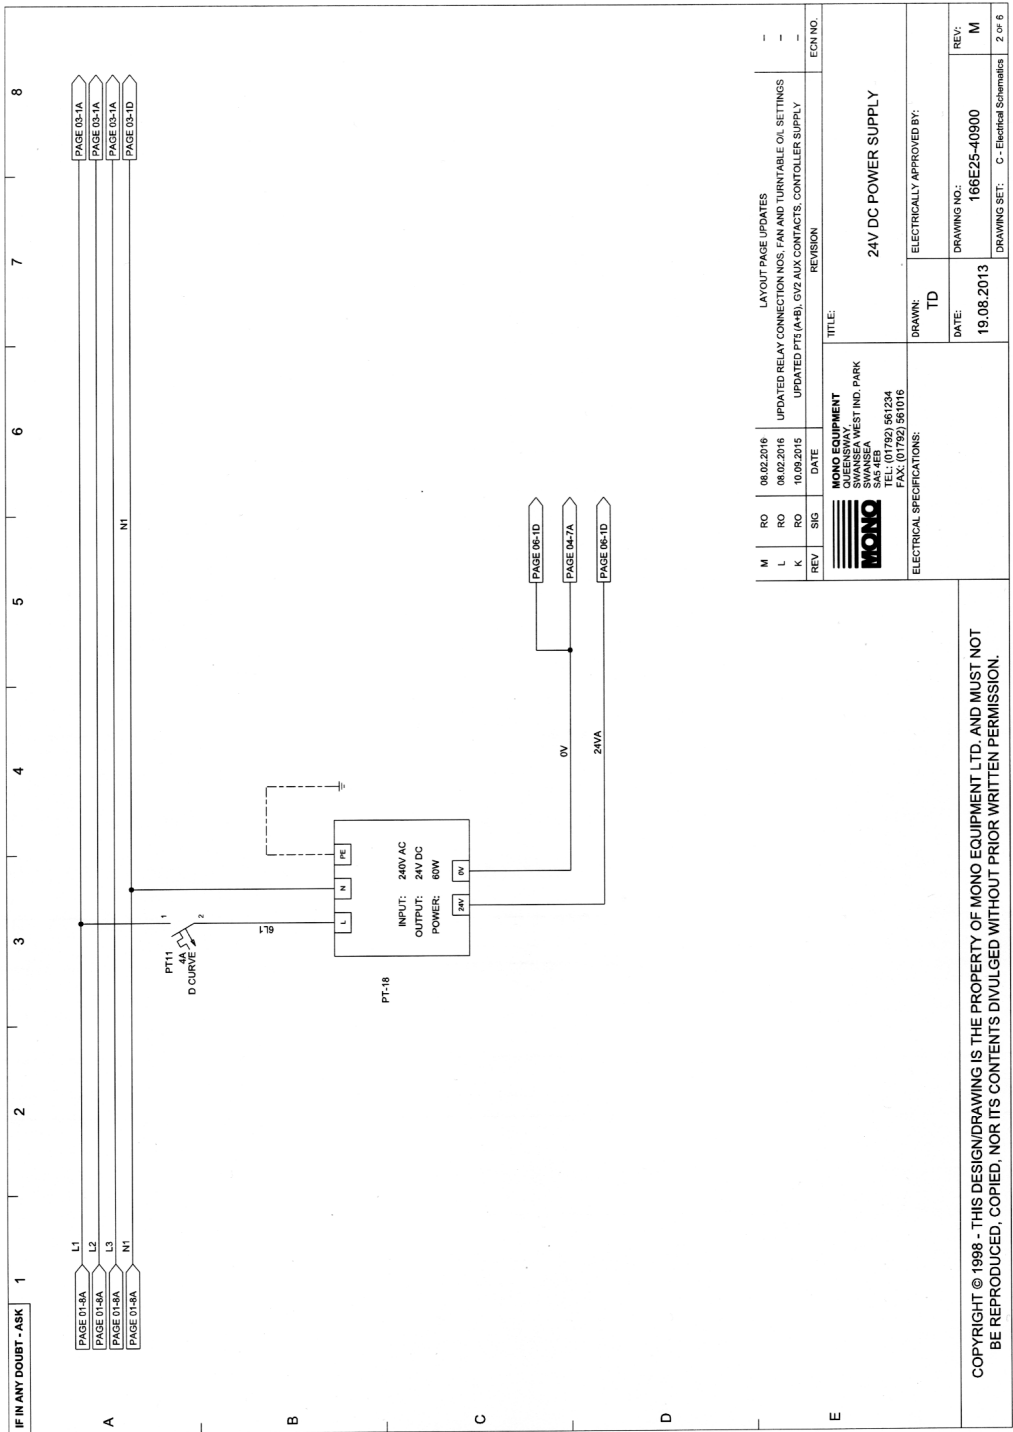 IF IN ANY DOUBT - ASK
1
2
3
4
5
6
7
8
A
B
C
D
E
PAGE 01-8A
PAGE 01-8A
PAGE 01-8A
PAGE 01-8A
L1
L2
L3
N1
N1
PAGE 03-1A
PAGE 03-1A
PAGE 03-1A
PAGE 03-1D
PT11
4A
D CURVE
1
2
6L1
PT-18
L
N
PE
INPUT: 240V AC
OUTPUT: 24V DC
POWER: 60W
24V
0V
0V
24VA
PAGE 06-1D
PAGE 04-7A
PAGE 06-1D
M RO 08.02.2016 LAYOUT PAGE UPDATES –
L RO 08.02.2016 UPDATED RELAY CONNECTION NOS, FAN AND TURNTABLE O/L SETTINGS –
K RO 10.09.2015 UPDATED PT5 (A+B), GV2 AUX CONTACTS, CONTOLLER SUPPLY –
REV SIG DATE REVISION ECN NO.
MONO
MONO EQUIPMENT
QUEENSWAY,
SWANSEA WEST IND. PARK
SWANSEA
SA5 4EB
TEL: (01792) 561234
FAX: (01792) 561016
TITLE:
24V DC POWER SUPPLY
ELECTRICAL SPECIFICATIONS:
DRAWN:
TD
ELECTRICALLY APPROVED BY:
DATE:
19.08.2013
DRAWING NO.:
166E25-40900
REV:
M
DRAWING SET: C - Electrical Schematics
2 OF 6
COPYRIGHT © 1998 - THIS DESIGN/DRAWING IS THE PROPERTY OF MONO EQUIPMENT LTD. AND MUST NOT
BE REPRODUCED, COPIED, NOR ITS CONTENTS DIVULGED WITHOUT PRIOR WRITTEN PERMISSION.